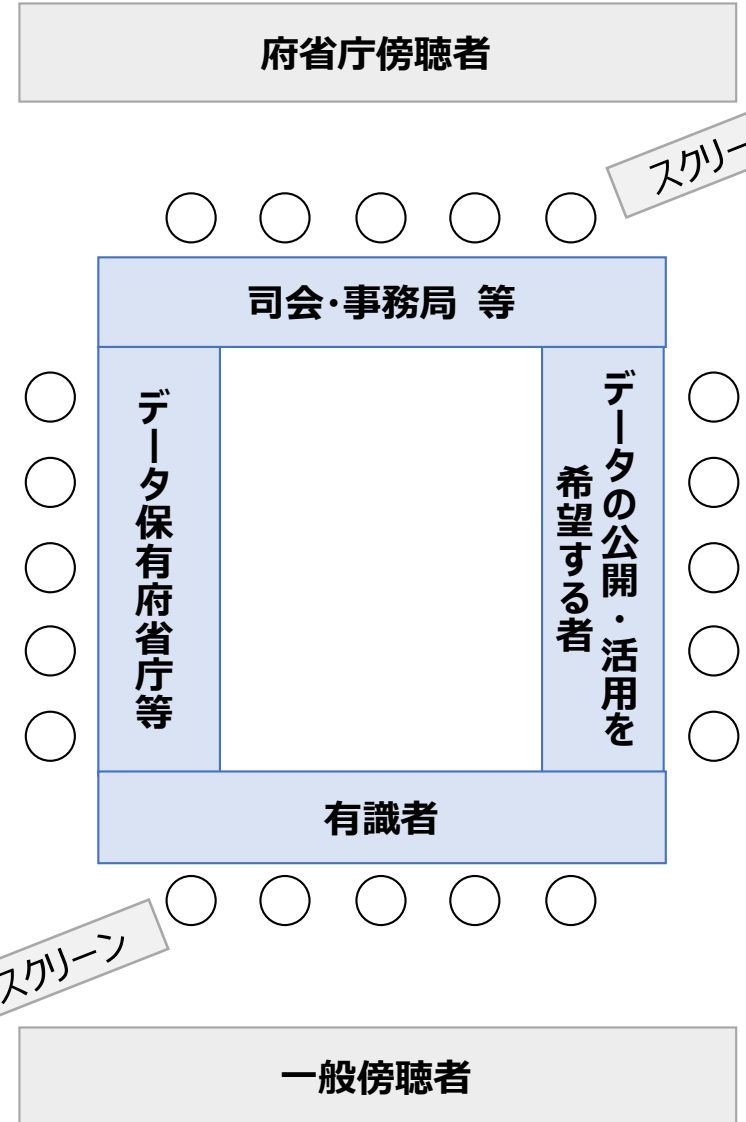 府省庁傍聴者
スクリー
司会･事務局 等
データ保有府省庁等
データの公開・活用を
希望する者
有識者
スクリーン
一般傍聴者